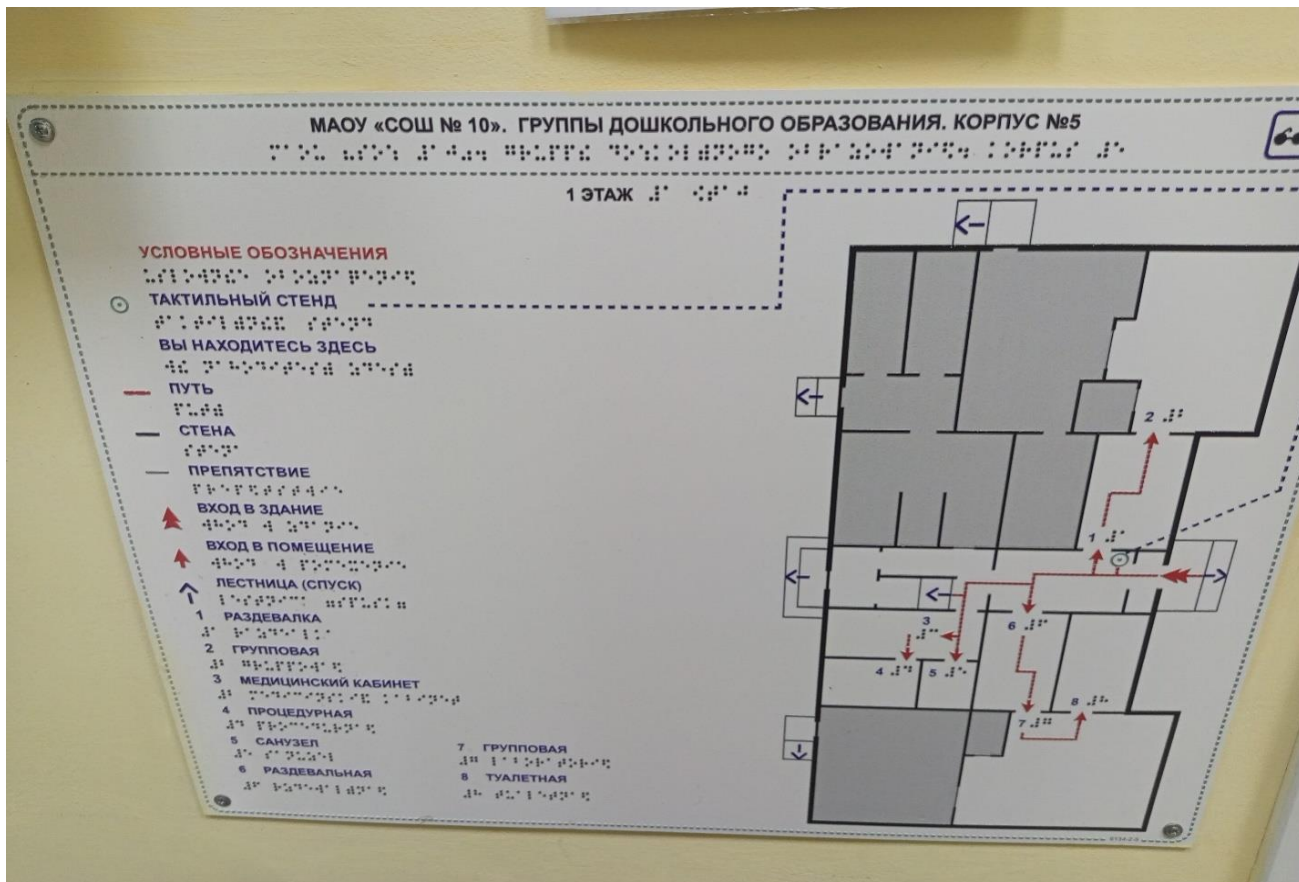 МАОУ «СОШ № 10». ГРУППЫ ДОШКОЛЬНОГО ОБРАЗОВАНИЯ. КОРПУС №5
1 ЭТАЖ
УСЛОВНЫЕ ОБОЗНАЧЕНИЯ
ТАКТИЛЬНЫЙ СТЕНД
ВЫ НАХОДИТЕСЬ ЗДЕСЬ
ПУТЬ
СТЕНА
ПРЕПЯТСТВИЕ
ВХОД В ЗДАНИЕ
ВХОД В ПОМЕЩЕНИЕ
ЛЕСТНИЦА (СПУСК)
1 РАЗДЕВАЛКА
2 ГРУППОВАЯ
3 МЕДИЦИНСКИЙ КАБИНЕТ
4 ПРОЦЕДУРНАЯ
5 САНУЗЕЛ
6 РАЗДЕВАЛЬНАЯ
7 ГРУППОВАЯ
8 ТУАЛЕТНАЯ
2
1
3
6
4
5
8
7